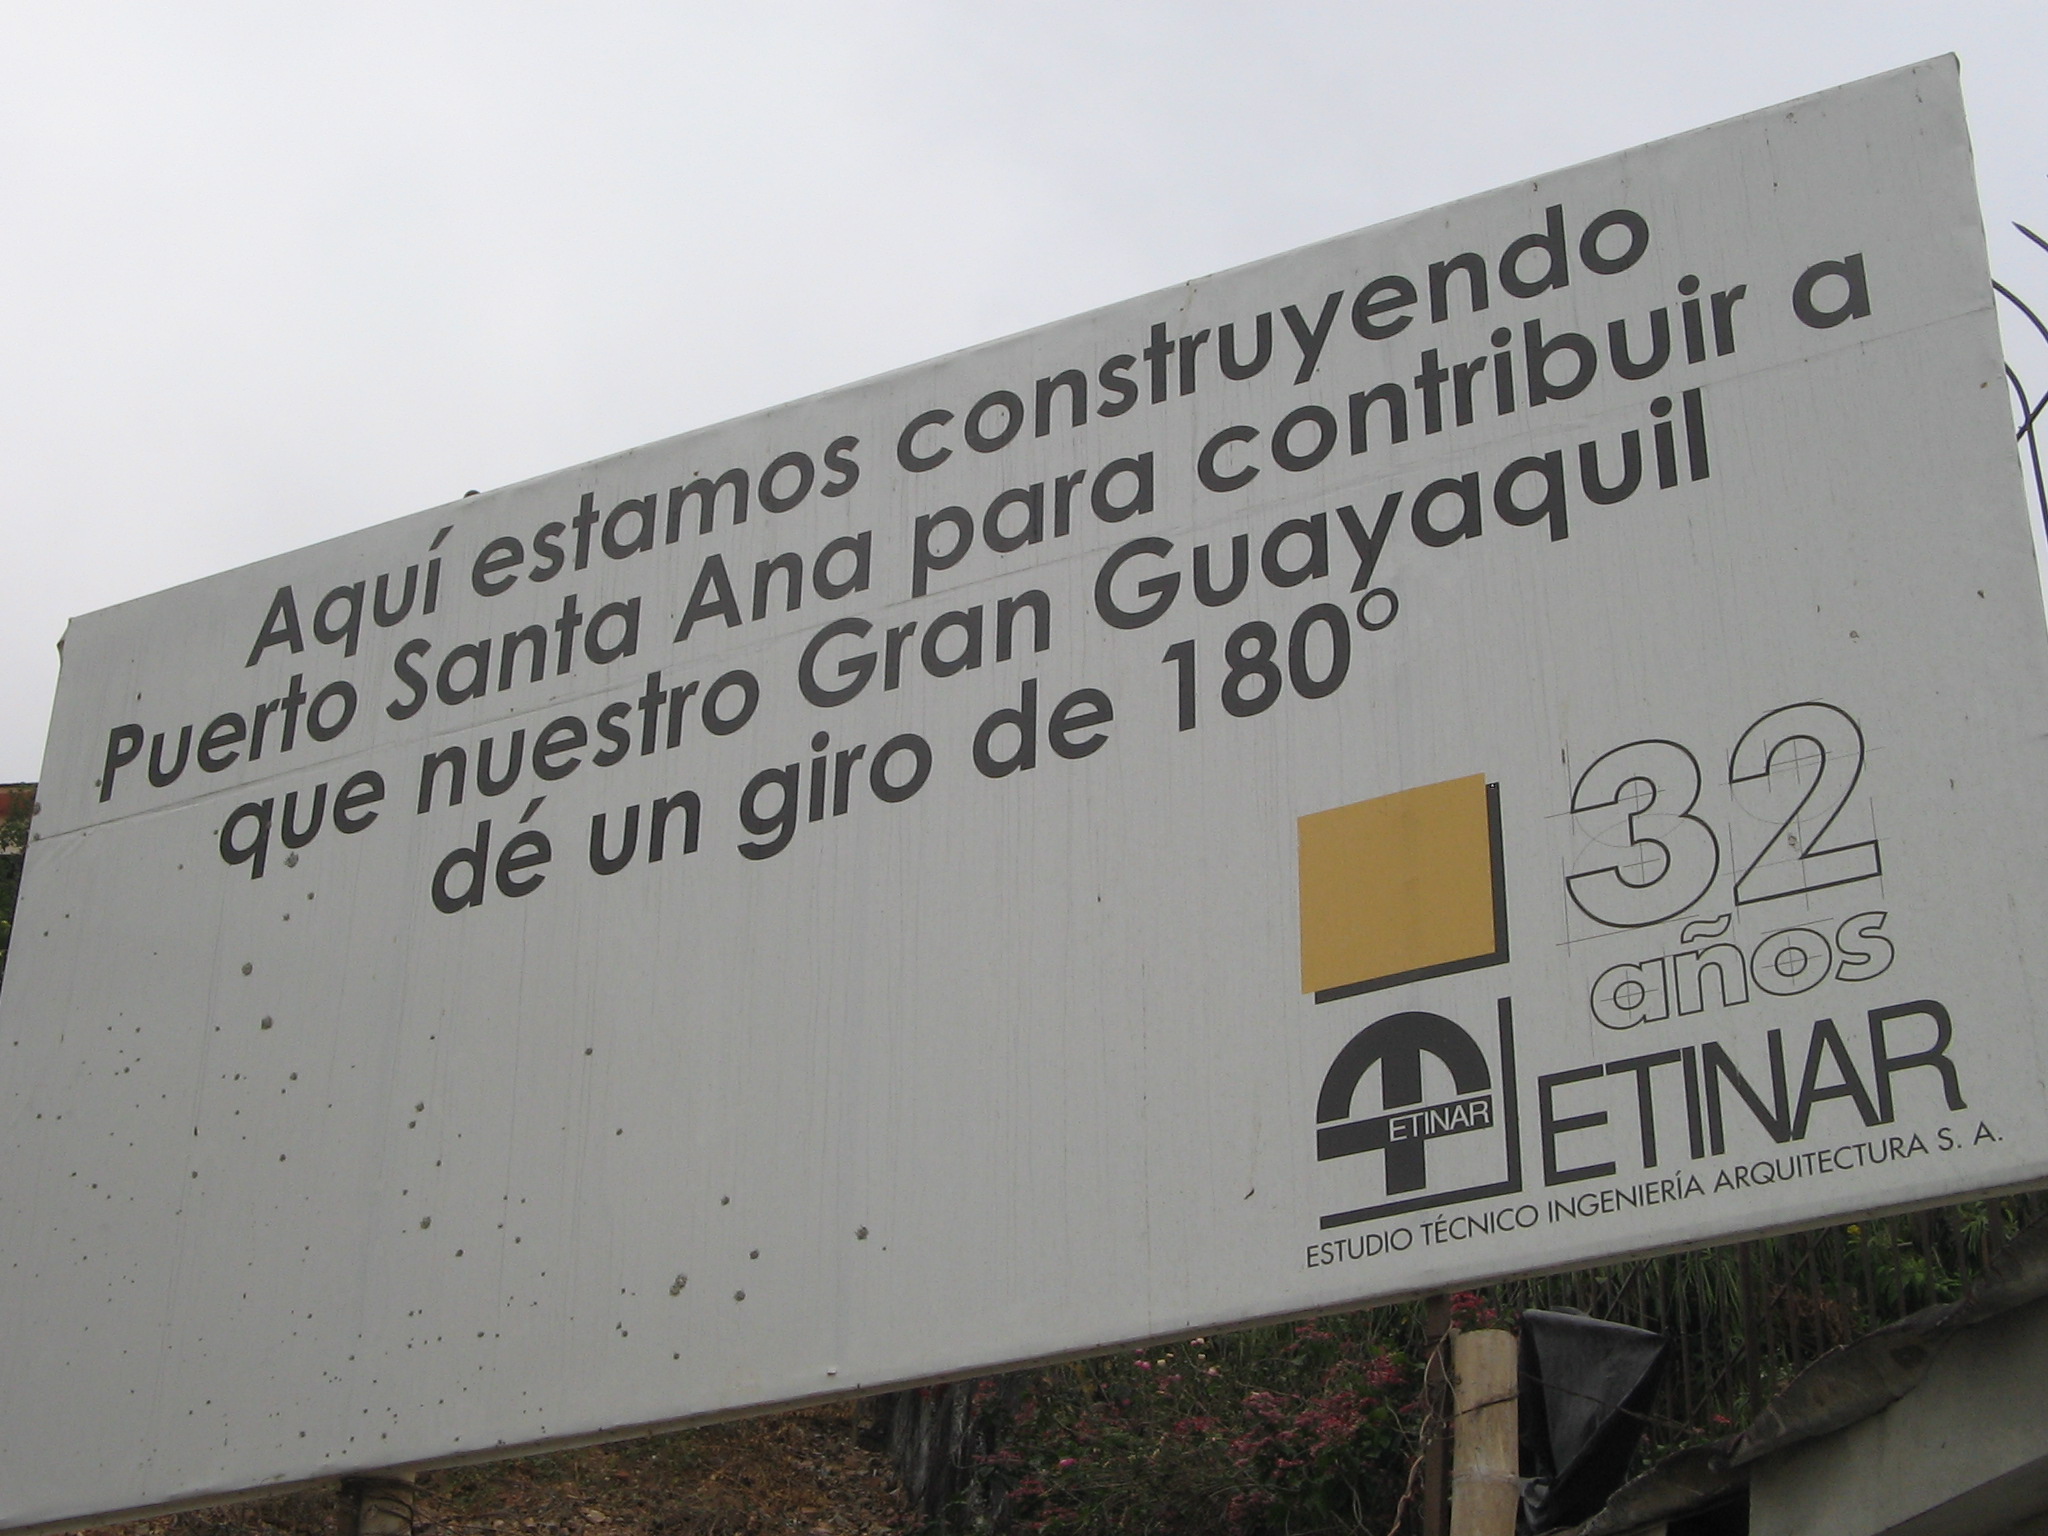 Aquí estamos construyendo
Puerto Santa Ana para contribuir a
que nuestro Gran Guayaquil
dé un giro de 180°
32
años
ETINAR
ETINAR
ESTUDIO TÉCNICO INGENIERÍA ARQUITECTURA S. A.